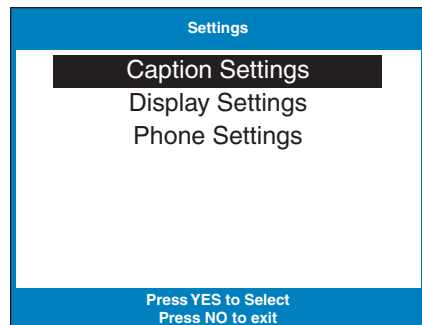 Settings
Caption Settings
Display Settings
Phone Settings
Press YES to Select
Press NO to exit